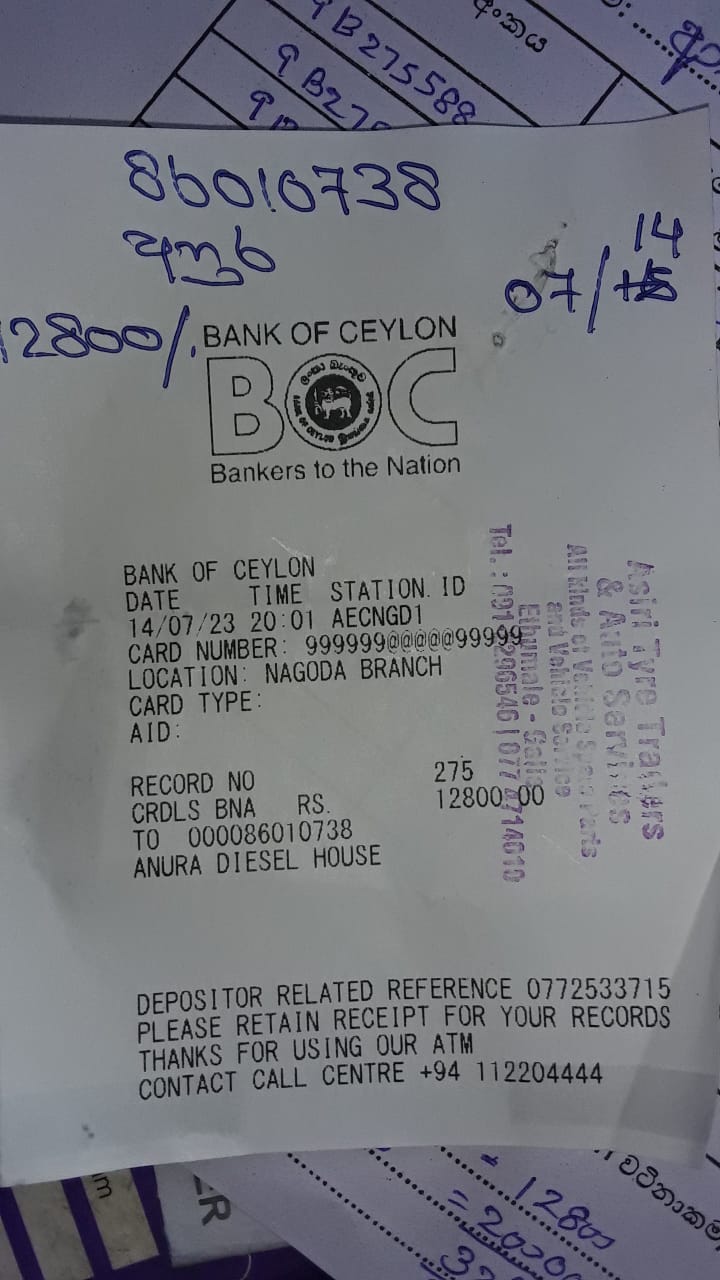 අංකය
9B275588
86010738
අනුර
14
07/15
12800/.
BANK OF CEYLON
BOC
Bankers to the Nation
BANK OF CEYLON
DATE TIME STATION.ID
14/07/23 20:01 AECNGD1
CARD NUMBER: 999999@@@@@99999
LOCATION: NAGODA BRANCH
CARD TYPE:
AID:
RECORD NO 275
CRDLS BNA RS. 12800.00
TO 000086010738
ANURA DIESEL HOUSE
Asiri Tyre Traders
& Auto Services
All Kinds of Vehicle Spare Parts
and Vehicle Service
Ethumale - Galle
DEPOSITOR RELATED REFERENCE 0772533715
PLEASE RETAIN RECEIPT FOR YOUR RECORDS
THANKS FOR USING OUR ATM
CONTACT CALL CENTRE +94 112204444
12800